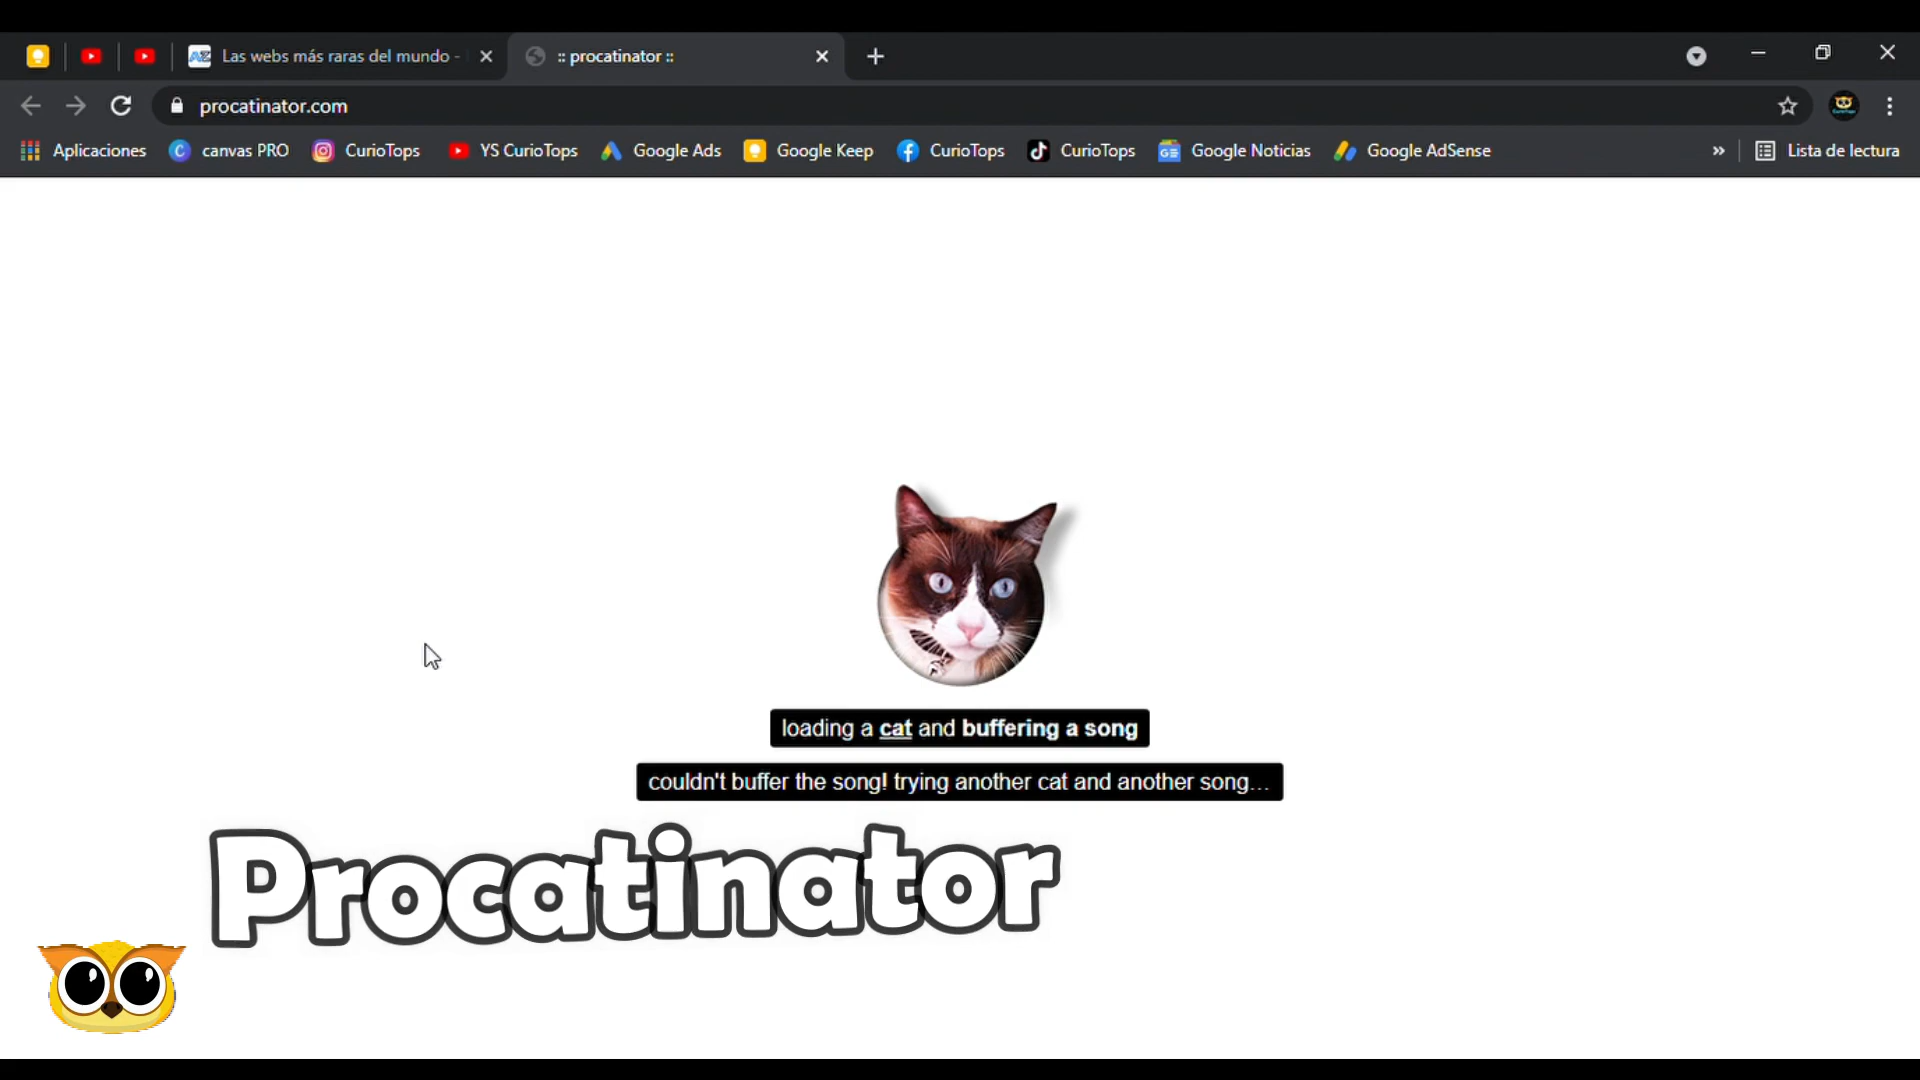 Las webs más raras del mundo -
:: procatinator ::
procatinator.com
Aplicaciones
canvas PRO
CurioTops
YS CurioTops
Google Ads
Google Keep
CurioTops
CurioTops
Google Noticias
Google AdSense
»
Lista de lectura
loading a cat and buffering a song
couldn't buffer the song! trying another cat and another song...
Procatinator